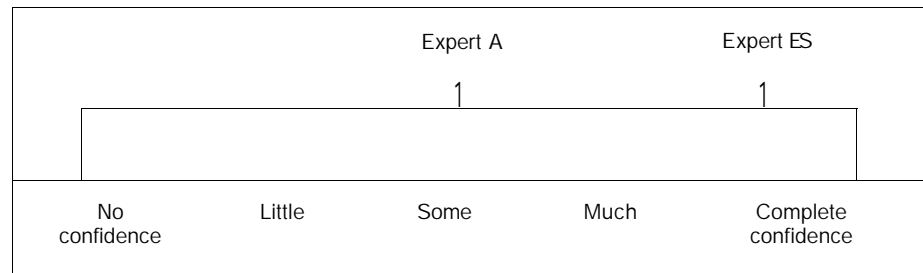 Expert A Expert ES
1 1
No Little Some Much Complete
confidence confidence